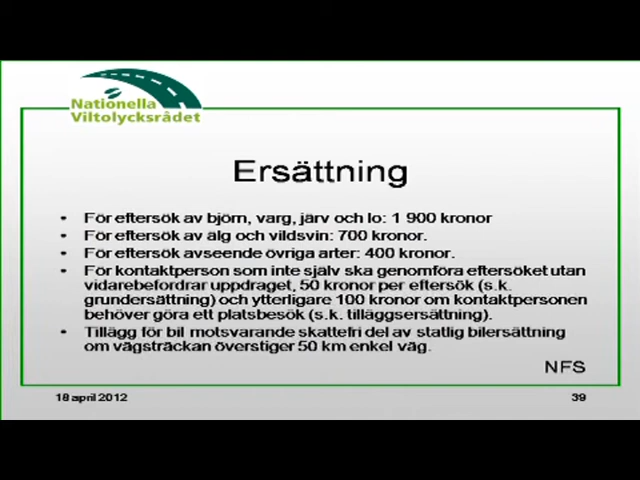 Nationella
Viltolycksrådet
Ersättning
• För eftersök av björn, varg, järv och lo: 1 900 kronor
• För eftersök av älg och vildsvin: 700 kronor.
• För eftersök avseende övriga arter: 400 kronor.
• För kontaktperson som inte själv ska genomföra eftersöket utan
vidarebefordrar uppdraget, 50 kronor per eftersök (s.k.
grundersättning) och ytterligare 100 kronor om kontaktpersonen
behöver göra ett platsbesök (s.k. tilläggsersättning).
• Tillägg för bil motsvarande skattefri del av statlig bilersättning
om vägsträckan överstiger 50 km enkel väg.
NFS
18 april 2012
39